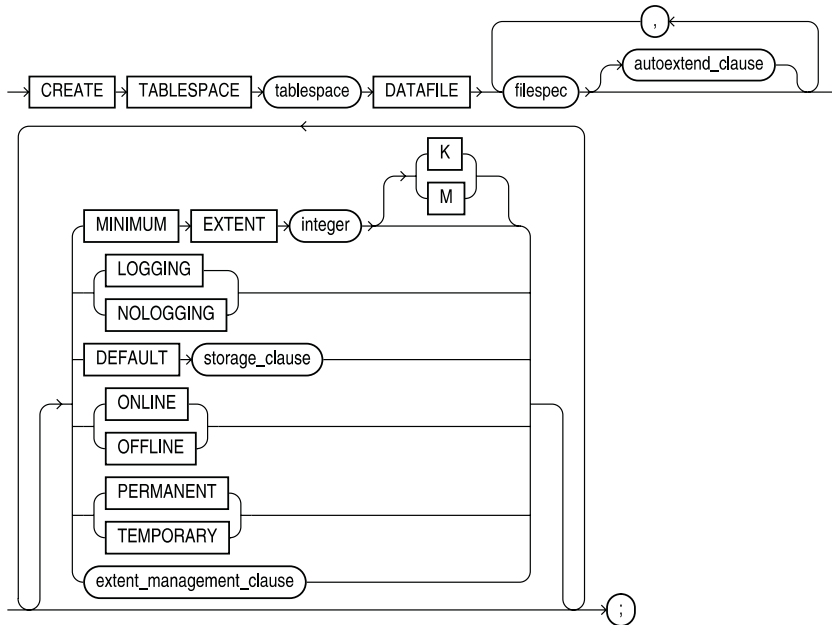 ,
autoextend_clause
CREATE TABLESPACE tablespace DATAFILE filespec
K
M
MINIMUM EXTENT integer
LOGGING
NOLOGGING
DEFAULT storage_clause
ONLINE
OFFLINE
PERMANENT
TEMPORARY
extent_management_clause
;